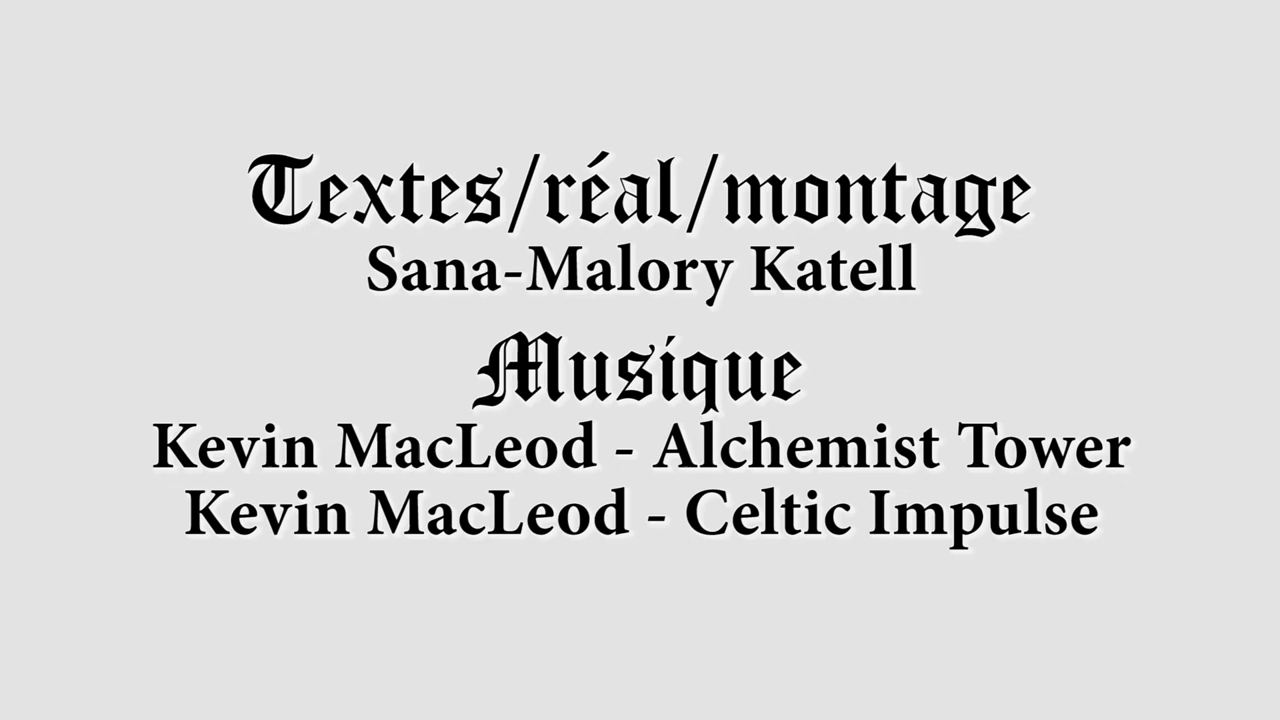 Textes/réal/montage
Sana-Malory Katell
Musique
Kevin MacLeod - Alchemist Tower
Kevin MacLeod - Celtic Impulse